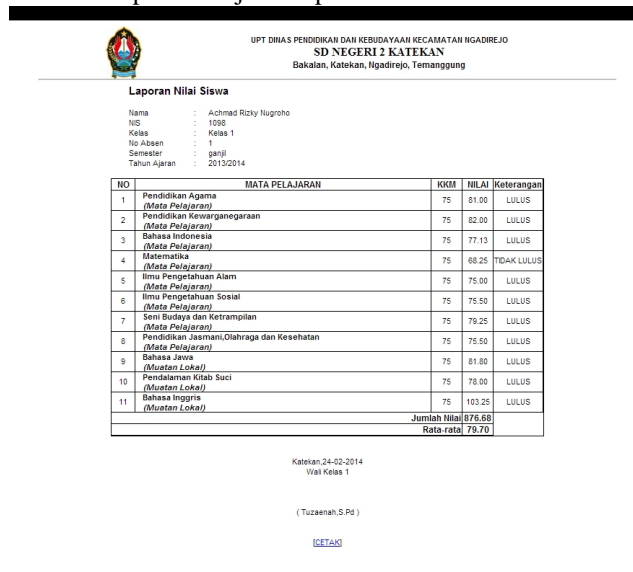 UPT DINAS PENDIDIKAN DAN KEBUDAYAAN KECAMATAN NGADIREJO
SD NEGERI 2 KATEKAN
Bakalan, Katekan, Ngadirejo, Temanggung
Laporan Nilai Siswa
Nama : Achmad Rizky Nugroho
NIS : 1098
Kelas : Kelas 1
No Absen : 1
Semester : ganjil
Tahun Ajaran : 2013/2014
NO MATA PELAJARAN KKM NILAI Keterangan
1 Pendidikan Agama 75 81.00 LULUS
(Mata Pelajaran)
2 Pendidikan Kewarganegaraan 75 82.00 LULUS
(Mata Pelajaran)
3 Bahasa Indonesia 75 77.13 LULUS
(Mata Pelajaran)
4 Matematika 75 68.25 TIDAK LULUS
(Mata Pelajaran)
5 Ilmu Pengetahuan Alam 75 75.00 LULUS
(Mata Pelajaran)
6 Ilmu Pengetahuan Sosial 75 75.50 LULUS
(Mata Pelajaran)
7 Seni Budaya dan Ketrampilan 75 79.25 LULUS
(Mata Pelajaran)
8 Pendidikan Jasmani,Olahraga dan Kesehatan 75 75.50 LULUS
(Mata Pelajaran)
9 Bahasa Jawa 75 81.80 LULUS
(Muatan Lokal)
10 Pendalaman Kitab Suci 75 78.00 LULUS
(Muatan Lokal)
11 Bahasa Inggris 75 103.25 LULUS
(Muatan Lokal)
Jumlah Nilai 876.68
Rata-rata 79.70
Katekan,24-02-2014
Wali Kelas 1
( Tuzaenah,S.Pd )
[CETAK]